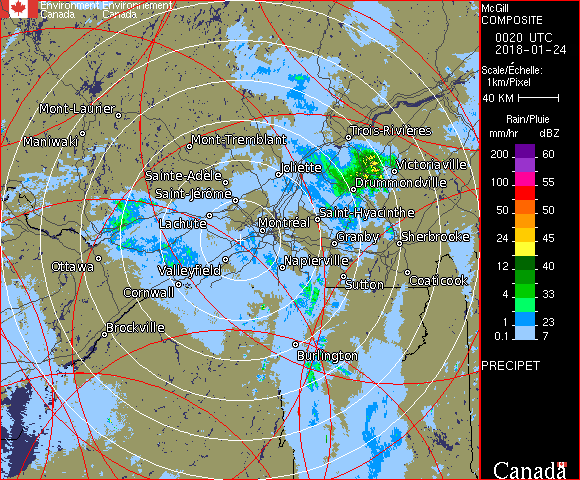 Environment Environnement
Canada Canada
McGill
COMPOSITE
0020 UTC
2018-01-24
Scale/Échelle:
1km/Pixel
40 KM
Rain/Pluie
mm/hr dBZ
200 60
100 55
50 50
24 45
12 40
4 33
1 23
0.1 7
PRECIPET
Canada
Mont-Laurier
Maniwaki
Mont-Tremblant
Trois-Rivières
Sainte-Adèle
Joliette
Victoriaville
Saint-Jérôme
Drummondville
Lachute
Montréal
Saint-Hyacinthe
Granby
Sherbrooke
Ottawa
Valleyfield
Napierville
Cornwall
Sutton
Coaticook
Brockville
Burlington